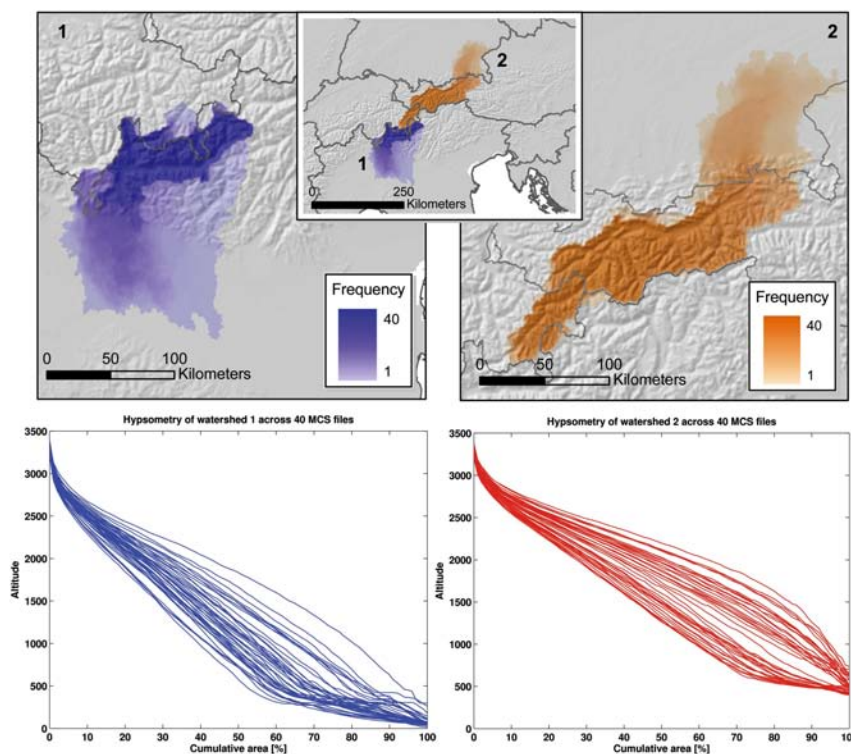 1
2
2
1
0
250
Kilometers
Frequency
40
1
0 50 100
Kilometers
Frequency
40
1
0 50 100
Kilometers
Hypsometry of watershed 1 across 40 MCS files
3500
3000
2500
2000
1500
1000
500
0
Altitude
0 10 20 30 40 50 60 70 80 90 100
Cumulative area [%]
Hypsometry of watershed 2 across 40 MCS files
3500
3000
2500
2000
1500
1000
500
0
Altitude
0 10 20 30 40 50 60 70 80 90 100
Cumulative area [%]